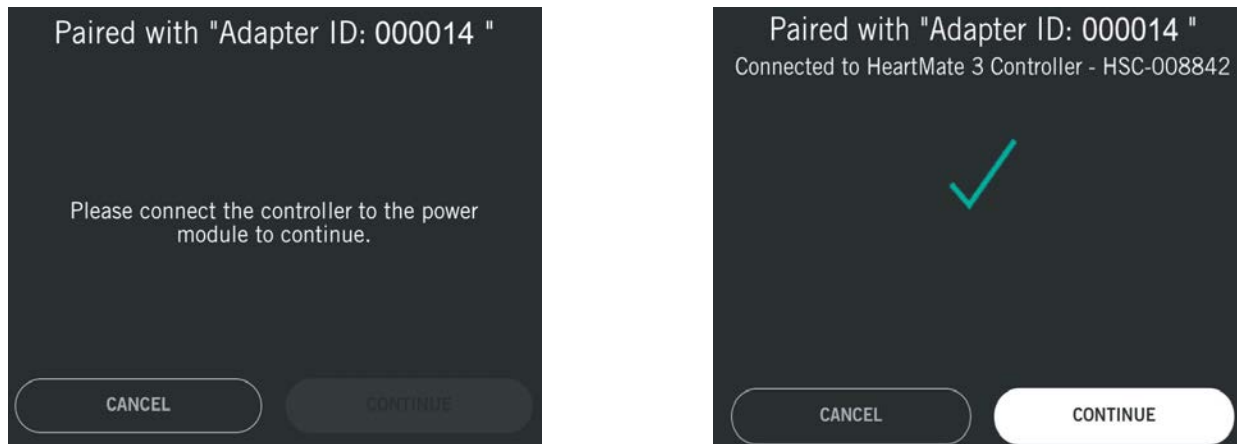 Paired with "Adapter ID: 000014 "
Please connect the controller to the power
module to continue.
CANCEL
CONTINUE
Paired with "Adapter ID: 000014 "
Connected to HeartMate 3 Controller - HSC-008842
CANCEL
CONTINUE